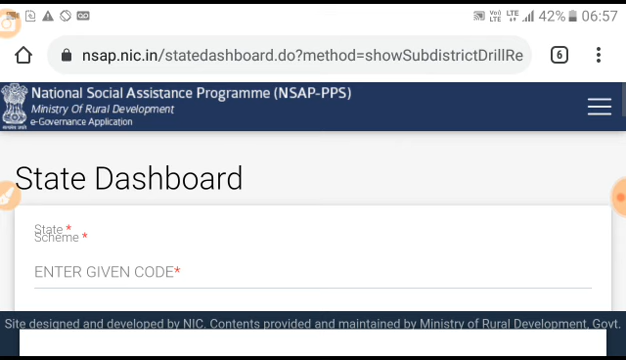 42% 06:57
nsap.nic.in/statedashboard.do?method=showSubdistrictDrillRe
6
National Social Assistance Programme (NSAP-PPS)
Ministry Of Rural Development
e-Governance Application
State Dashboard
State *
Scheme *
ENTER GIVEN CODE*
Site designed and developed by NIC. Contents provided and maintained by Ministry of Rural Development, Govt.